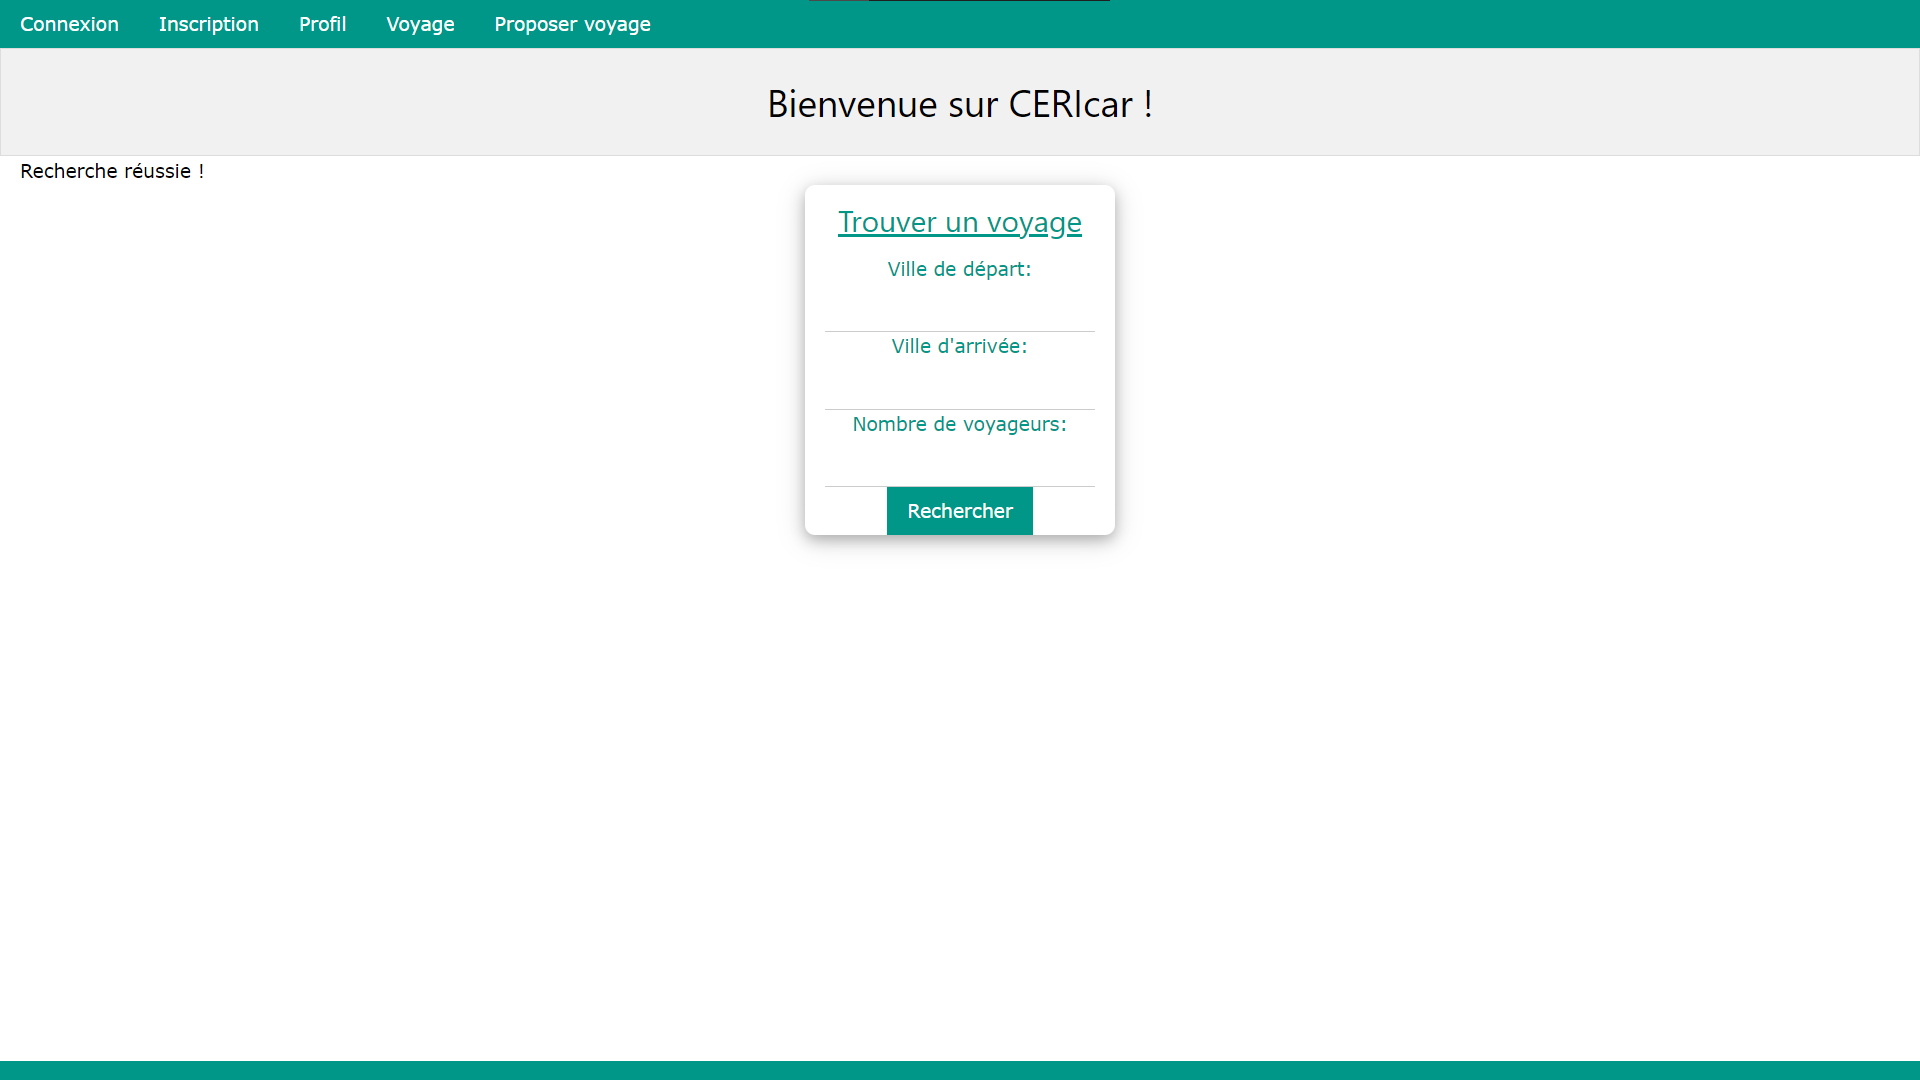 Connexion Inscription Profil Voyage Proposer voyage
Bienvenue sur CERIcar !
Recherche réussie !
Trouver un voyage
Ville de départ:
Ville d'arrivée:
Nombre de voyageurs:
Rechercher